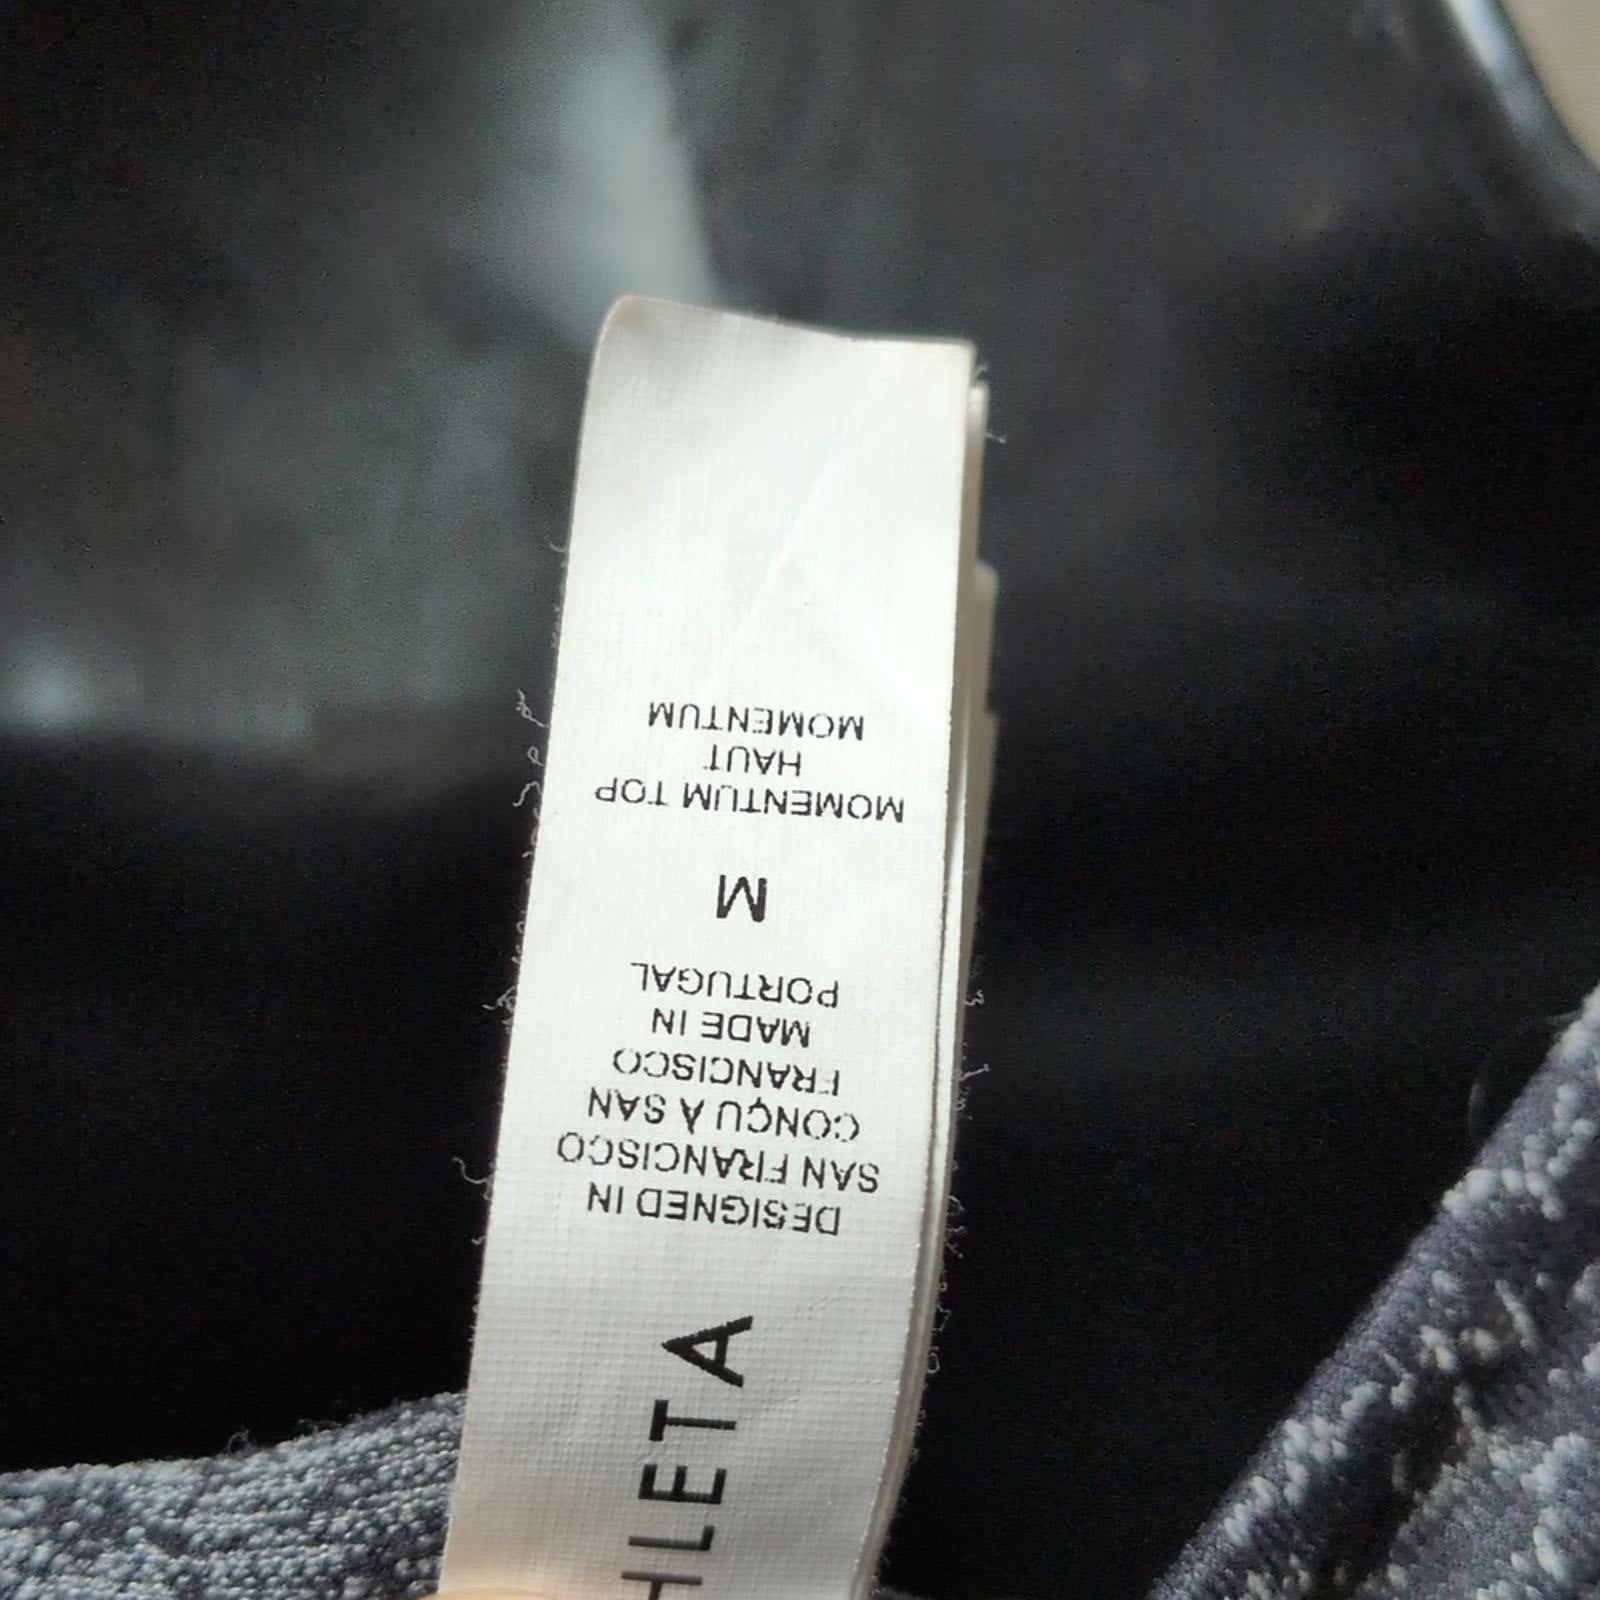 HLETA
DESIGNED IN
SAN FRANCISCO
CONÇU À SAN
FRANCISCO
MADE IN
PORTUGAL
M
MOMENTUM TOP
HAUT
MOMENTUM